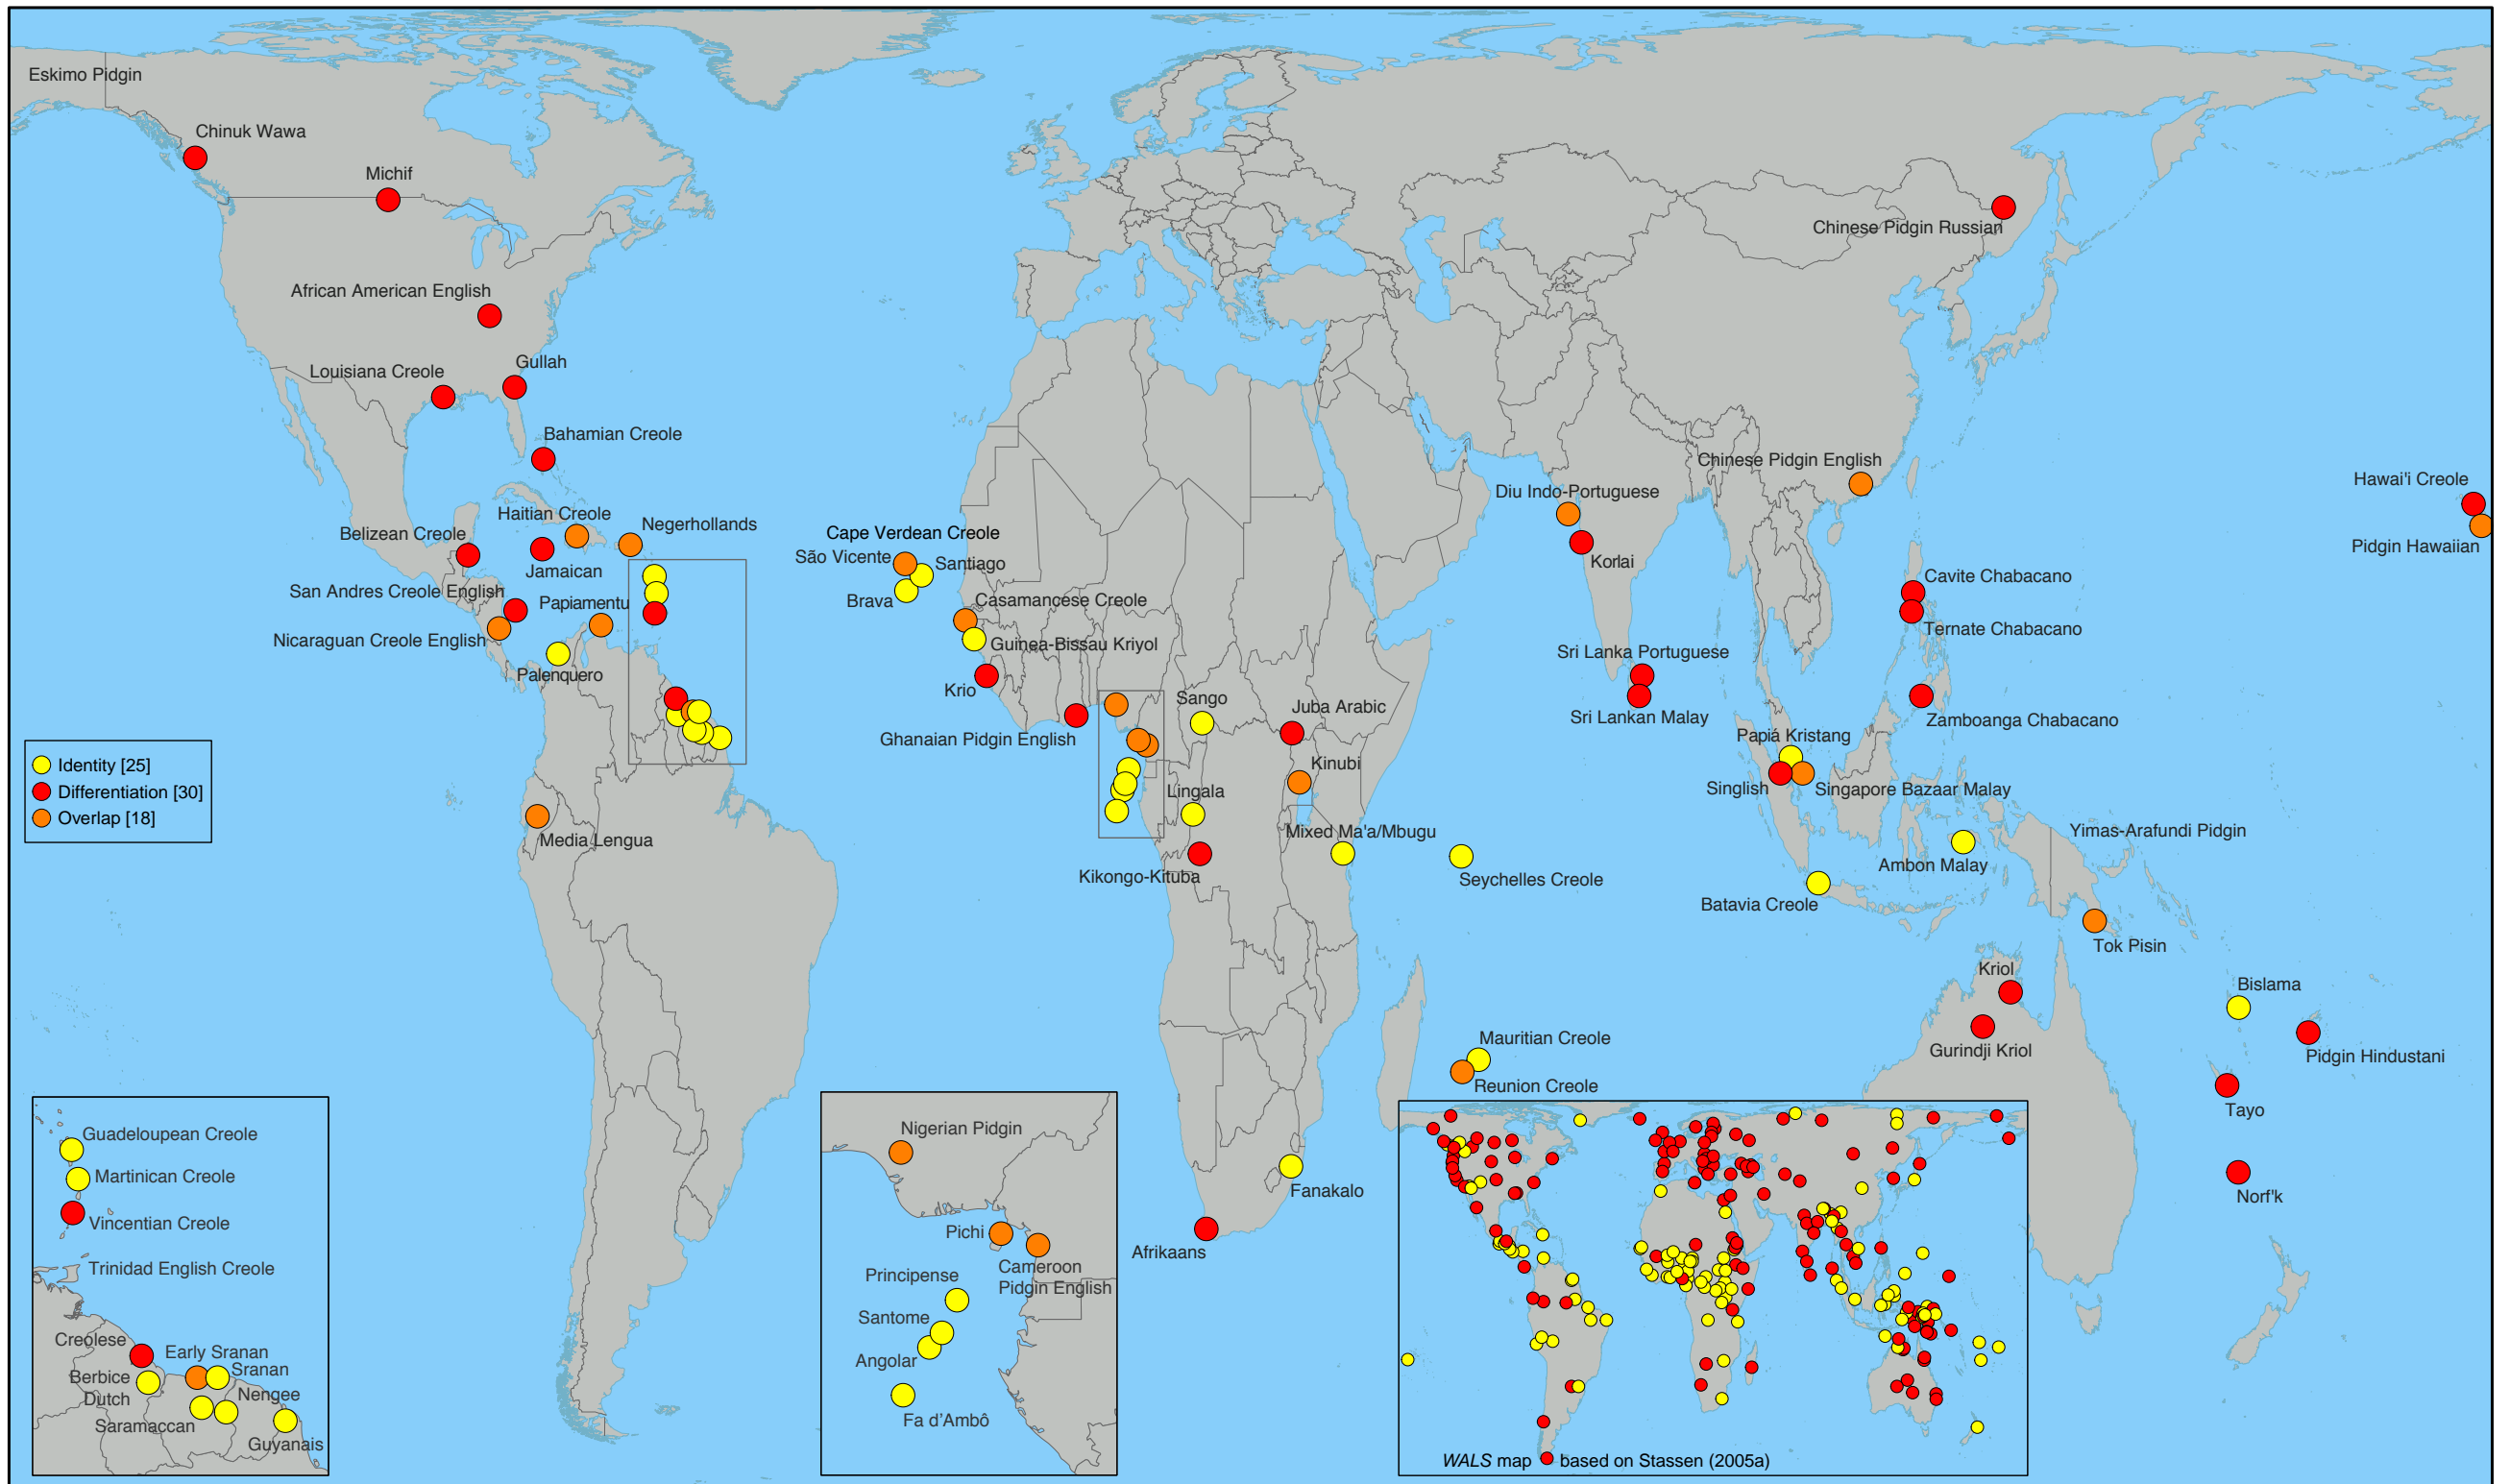 Eskimo Pidgin
Chinuk Wawa
Michif
Chinese Pidgin Russian
African American English
Gullah
Louisiana Creole
Bahamian Creole
Chinese Pidgin English
Hawai'i Creole
Diu Indo-Portuguese
Haitian Creole
Negerhollands
Belizean Creole
Cape Verdean Creole
São Vicente
Santiago
Pidgin Hawaiian
Korlai
Jamaican
Cavite Chabacano
San Andres Creole English
Papiamentu
Brava
Casamancese Creole
Ternate Chabacano
Nicaraguan Creole English
Guinea-Bissau Kriyol
Sri Lanka Portuguese
Palenquero
Krio
Sango
Juba Arabic
Sri Lankan Malay
Zamboanga Chabacano
Ghanaian Pidgin English
Papiá Kristang
Kinubi
Identity [25]
Differentiation [30]
Overlap [18]
Lingala
Singlish
Singapore Bazaar Malay
Media Lengua
Mixed Ma'a/Mbugu
Yimas-Arafundi Pidgin
Ambon Malay
Kikongo-Kituba
Seychelles Creole
Batavia Creole
Tok Pisin
Kriol
Bislama
Mauritian Creole
Gurindji Kriol
Pidgin Hindustani
Reunion Creole
Tayo
Fanakalo
Norf'k
Afrikaans
Guadeloupean Creole
Martinican Creole
Vincentian Creole
Trinidad English Creole
Creolese
Early Sranan
Sranan
Berbice
Dutch
Nengee
Saramaccan
Guyanais
Nigerian Pidgin
Pichi
Cameroon
Pidgin English
Principense
Santome
Angolar
Fa d'Ambô
WALS map
based on Stassen (2005a)